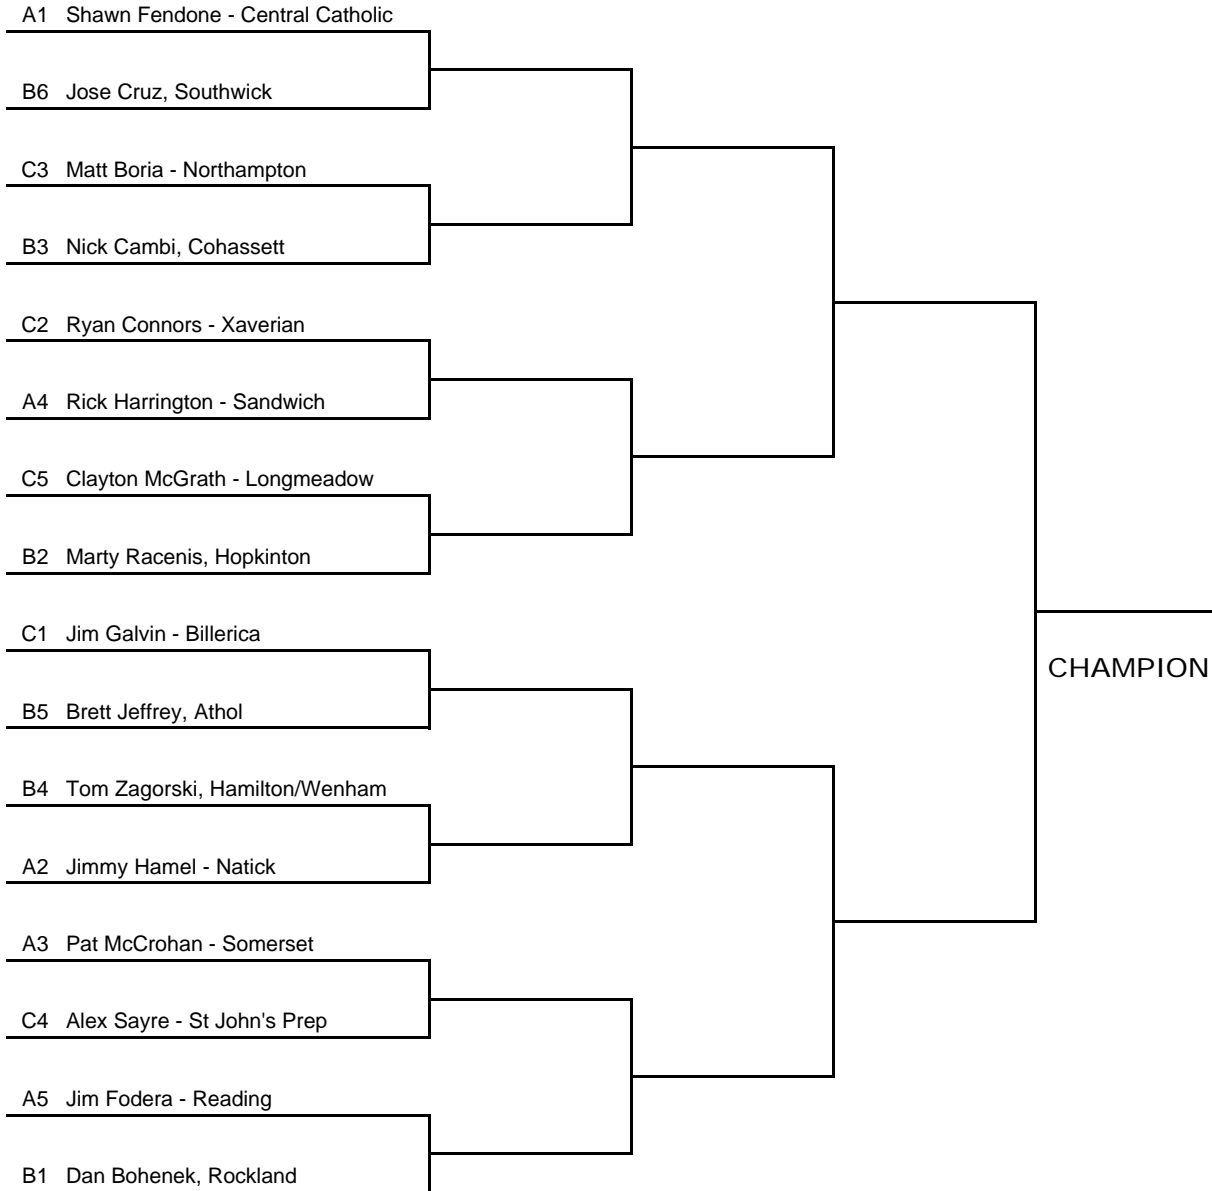 A1 Shawn Fendone - Central Catholic
B6 Jose Cruz, Southwick
C3 Matt Boria - Northampton
B3 Nick Cambi, Cohassett
C2 Ryan Connors - Xaverian
A4 Rick Harrington - Sandwich
C5 Clayton McGrath - Longmeadow
B2 Marty Racenis, Hopkinton
C1 Jim Galvin - Billerica
CHAMPION
B5 Brett Jeffrey, Athol
B4 Tom Zagorski, Hamilton/Wenham
A2 Jimmy Hamel - Natick
A3 Pat McCrohan - Somerset
C4 Alex Sayre - St John's Prep
A5 Jim Fodera - Reading
B1 Dan Bohenek, Rockland